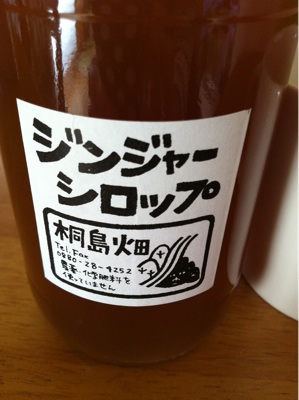 ジンジャー
シロップ
桐島畑
Tel.Fax
0880-28-4252
農薬・化学肥料を
使っていません